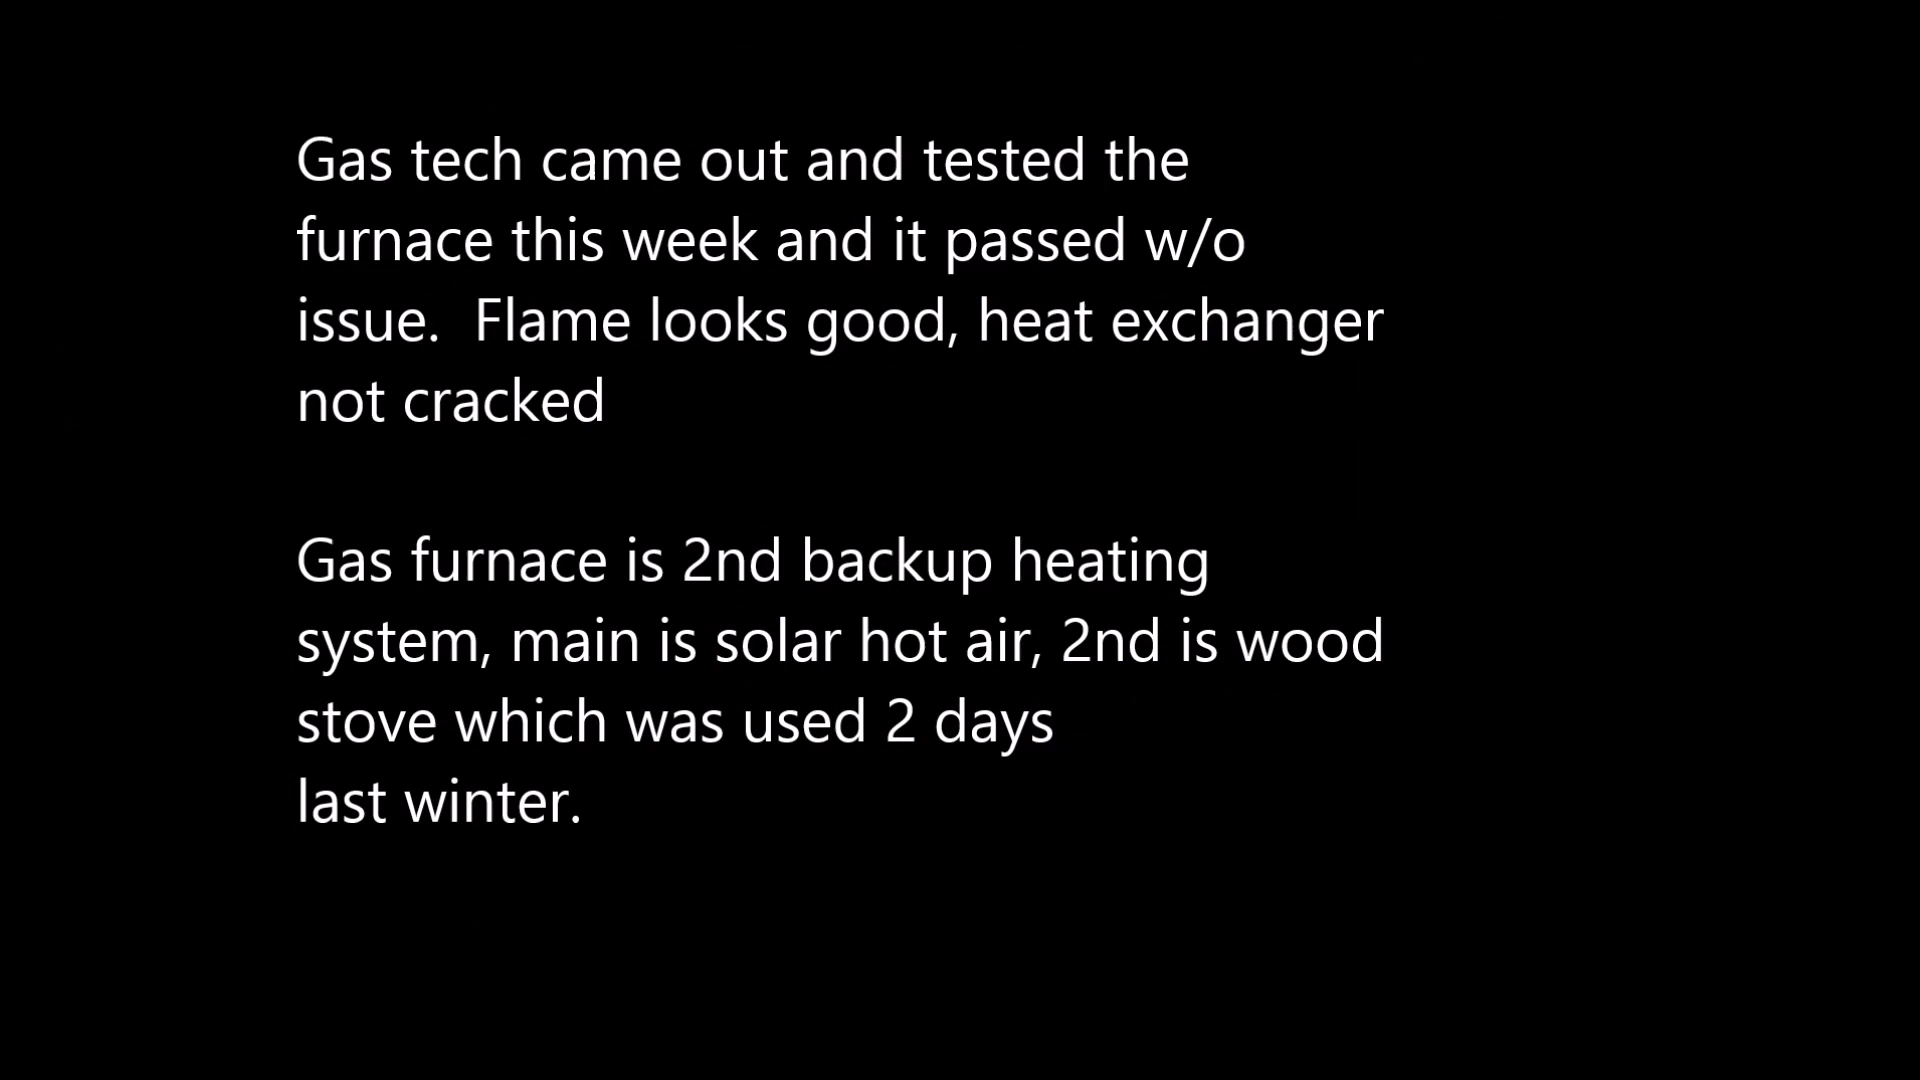 Gas tech came out and tested the
furnace this week and it passed w/o
issue.  Flame looks good, heat exchanger
not cracked
Gas furnace is 2nd backup heating
system, main is solar hot air, 2nd is wood
stove which was used 2 days
last winter.